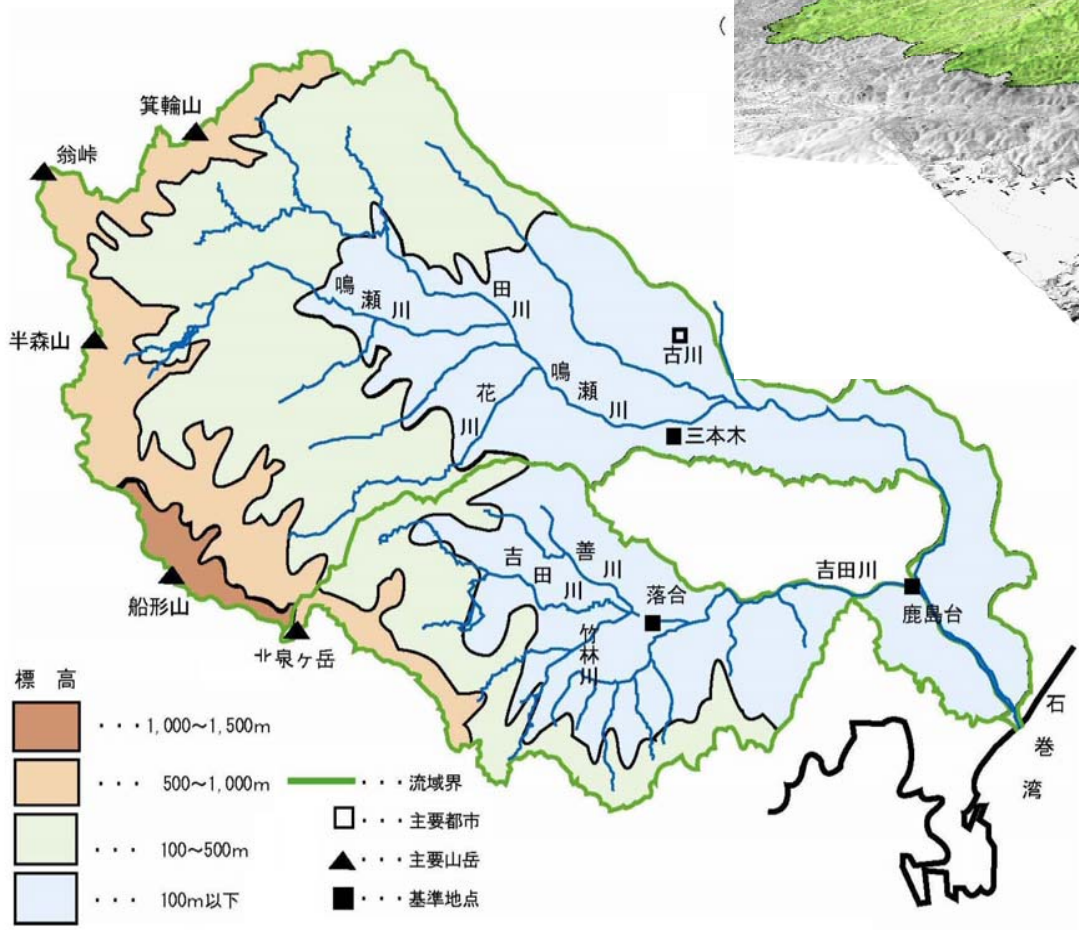 （
箕輪山
翁峠
半森山
鳴瀬川
田川
古川
鳴瀬川
花川
三本木
吉田川
善川
落合
吉田川
鹿島台
竹林川
船形山
北泉ヶ岳
石巻湾
標 高
・・・1,000～1,500m
・・・ 500～1,000m
・・・ 100～500m
・・・ 100m以下
・・・流域界
・・・主要都市
・・・主要山岳
・・・基準地点